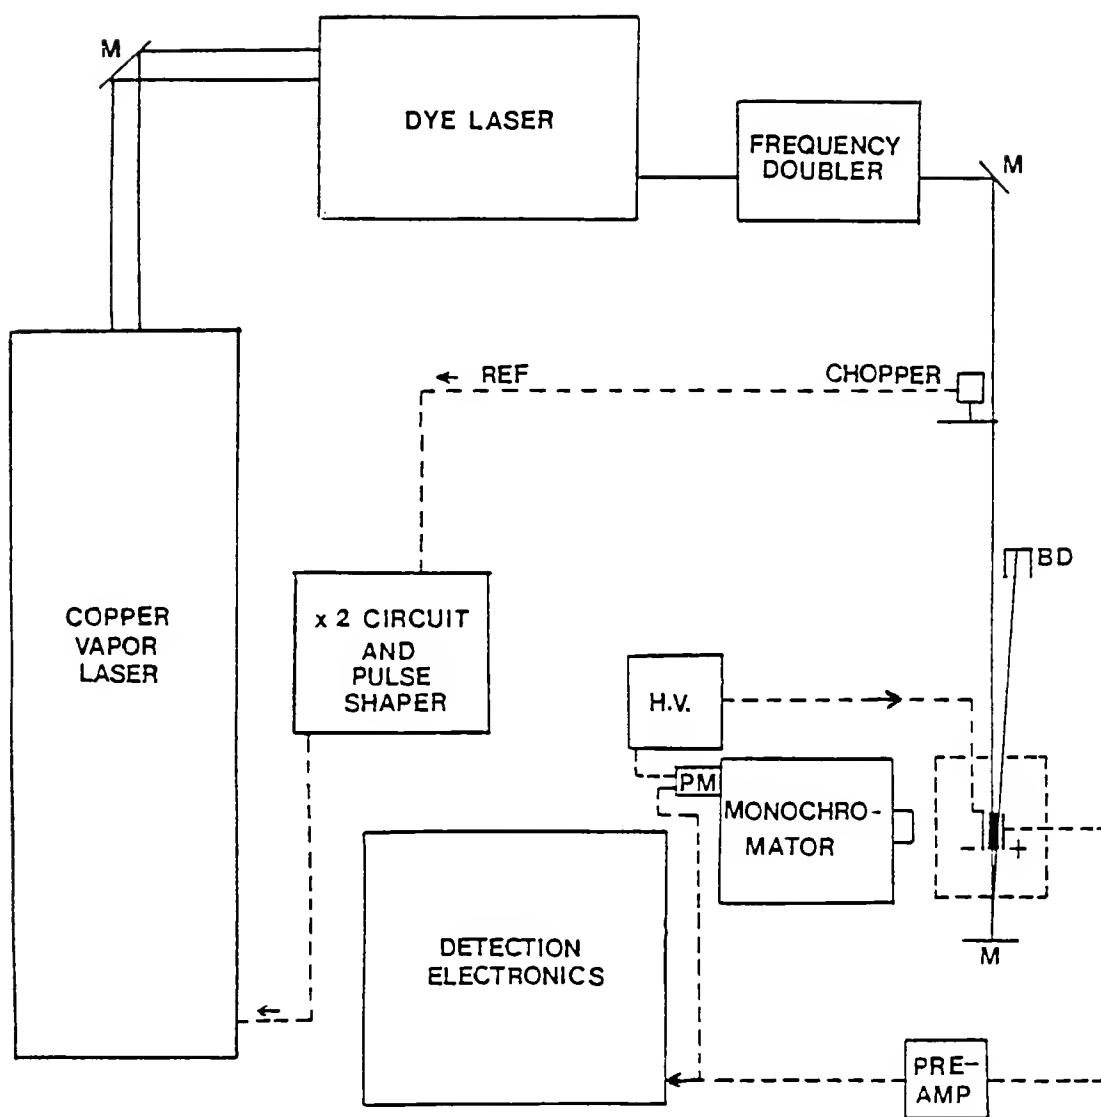 M
DYE LASER
FREQUENCY
DOUBLER
M
REF
CHOPPER
BD
COPPER
VAPOR
LASER
x 2 CIRCUIT
AND
PULSE
SHAPER
H.V.
PM
MONOCHRO-
MATOR
- +
M
DETECTION
ELECTRONICS
PRE-
AMP